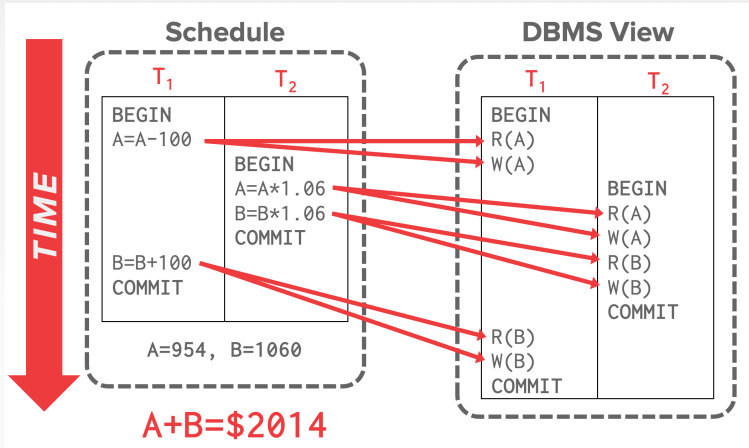 Schedule
DBMS View
TIME
T1
T2
BEGIN
A=A-100
BEGIN
A=A*1.06
B=B*1.06
COMMIT
B=B+100
COMMIT
A=954, B=1060
A+B=$2014
T1
T2
BEGIN
R(A)
W(A)
BEGIN
R(A)
W(A)
R(B)
W(B)
COMMIT
R(B)
W(B)
COMMIT